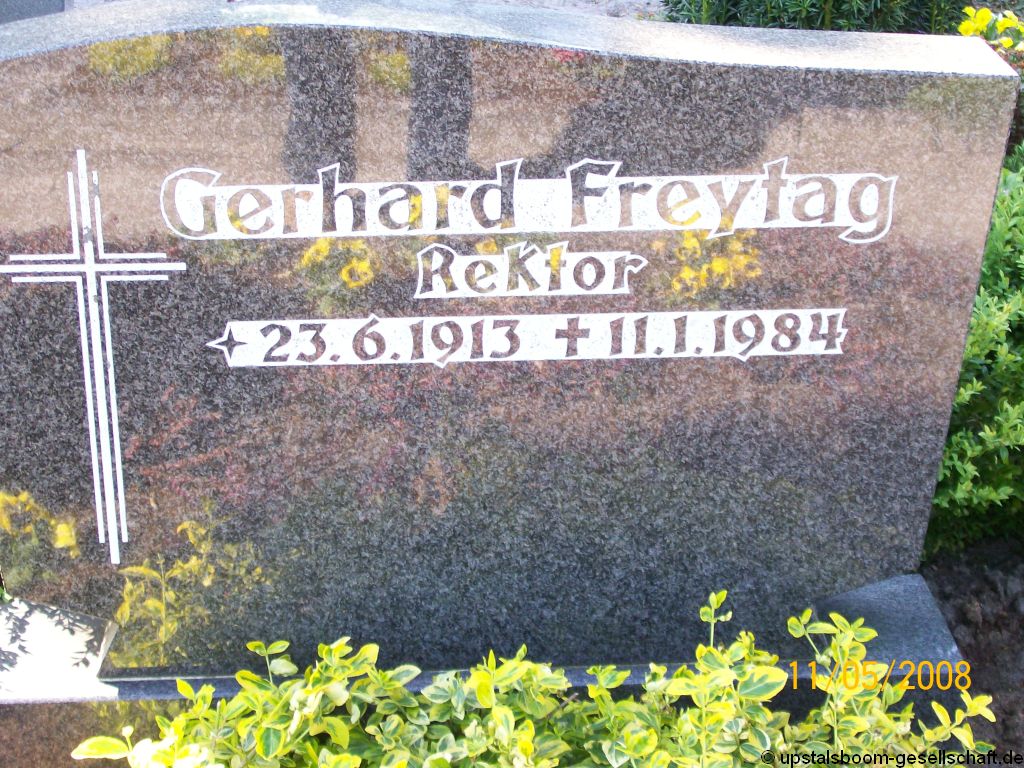 Gerhard Freytag
Rektor
✦ 23.6.1913 ✝ 11.1.1984
11/05/2008
© upstalsboom-gesellschaft.de